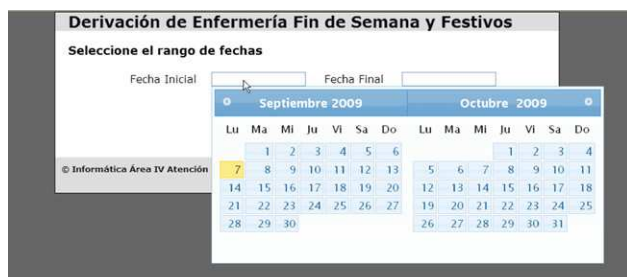 Derivación de Enfermería Fin de Semana y Festivos
Seleccione el rango de fechas
Fecha Inicial Fecha Final
Septiembre 2009 Octubre 2009
Lu Ma Mi Ju Vi Sa Do Lu Ma Mi Ju Vi Sa Do
1 2 3 4 5 6 1 2 3 4
7 8 9 10 11 12 13 5 6 7 8 9 10 11
14 15 16 17 18 19 20 12 13 14 15 16 17 18
21 22 23 24 25 26 27 19 20 21 22 23 24 25
28 29 30 26 27 28 29 30 31
© Informática Área IV Atención